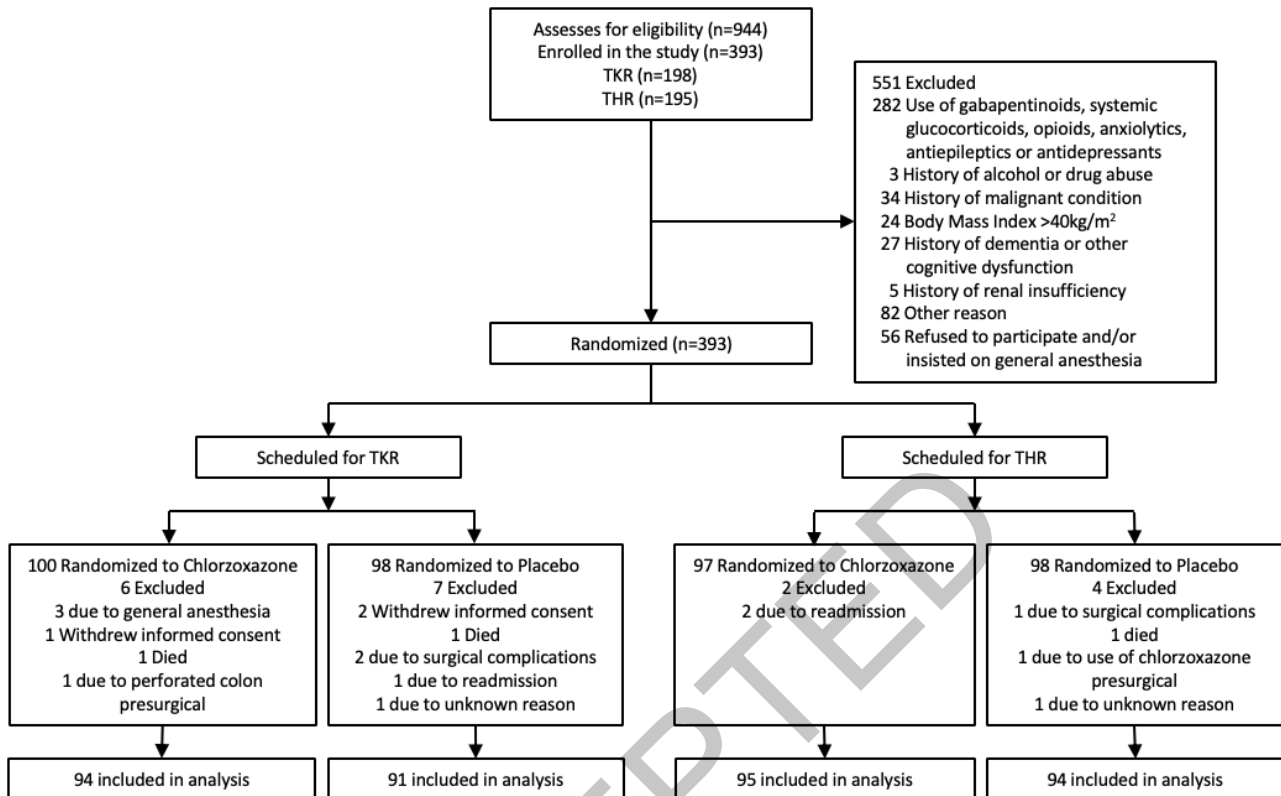 Assesses for eligibility (n=944)
Enrolled in the study (n=393)
TKR (n=198)
THR (n=195)
551 Excluded
282 Use of gabapentinoids, systemic
glucocorticoids, opioids, anxiolytics,
antiepileptics or antidepressants
3 History of alcohol or drug abuse
34 History of malignant condition
24 Body Mass Index >40kg/m²
27 History of dementia or other
cognitive dysfunction
5 History of renal insufficiency
82 Other reason
56 Refused to participate and/or
insisted on general anesthesia
Randomized (n=393)
Scheduled for TKR
Scheduled for THR
100 Randomized to Chlorzoxazone
6 Excluded
3 due to general anesthesia
1 Withdrew informed consent
1 Died
1 due to perforated colon
presurgical
98 Randomized to Placebo
7 Excluded
2 Withdrew informed consent
1 Died
2 due to surgical complications
1 due to readmission
1 due to unknown reason
97 Randomized to Chlorzoxazone
2 Excluded
2 due to readmission
98 Randomized to Placebo
4 Excluded
1 due to surgical complications
1 died
1 due to use of chlorzoxazone
presurgical
1 due to unknown reason
94 included in analysis
91 included in analysis
95 included in analysis
94 included in analysis
PTED